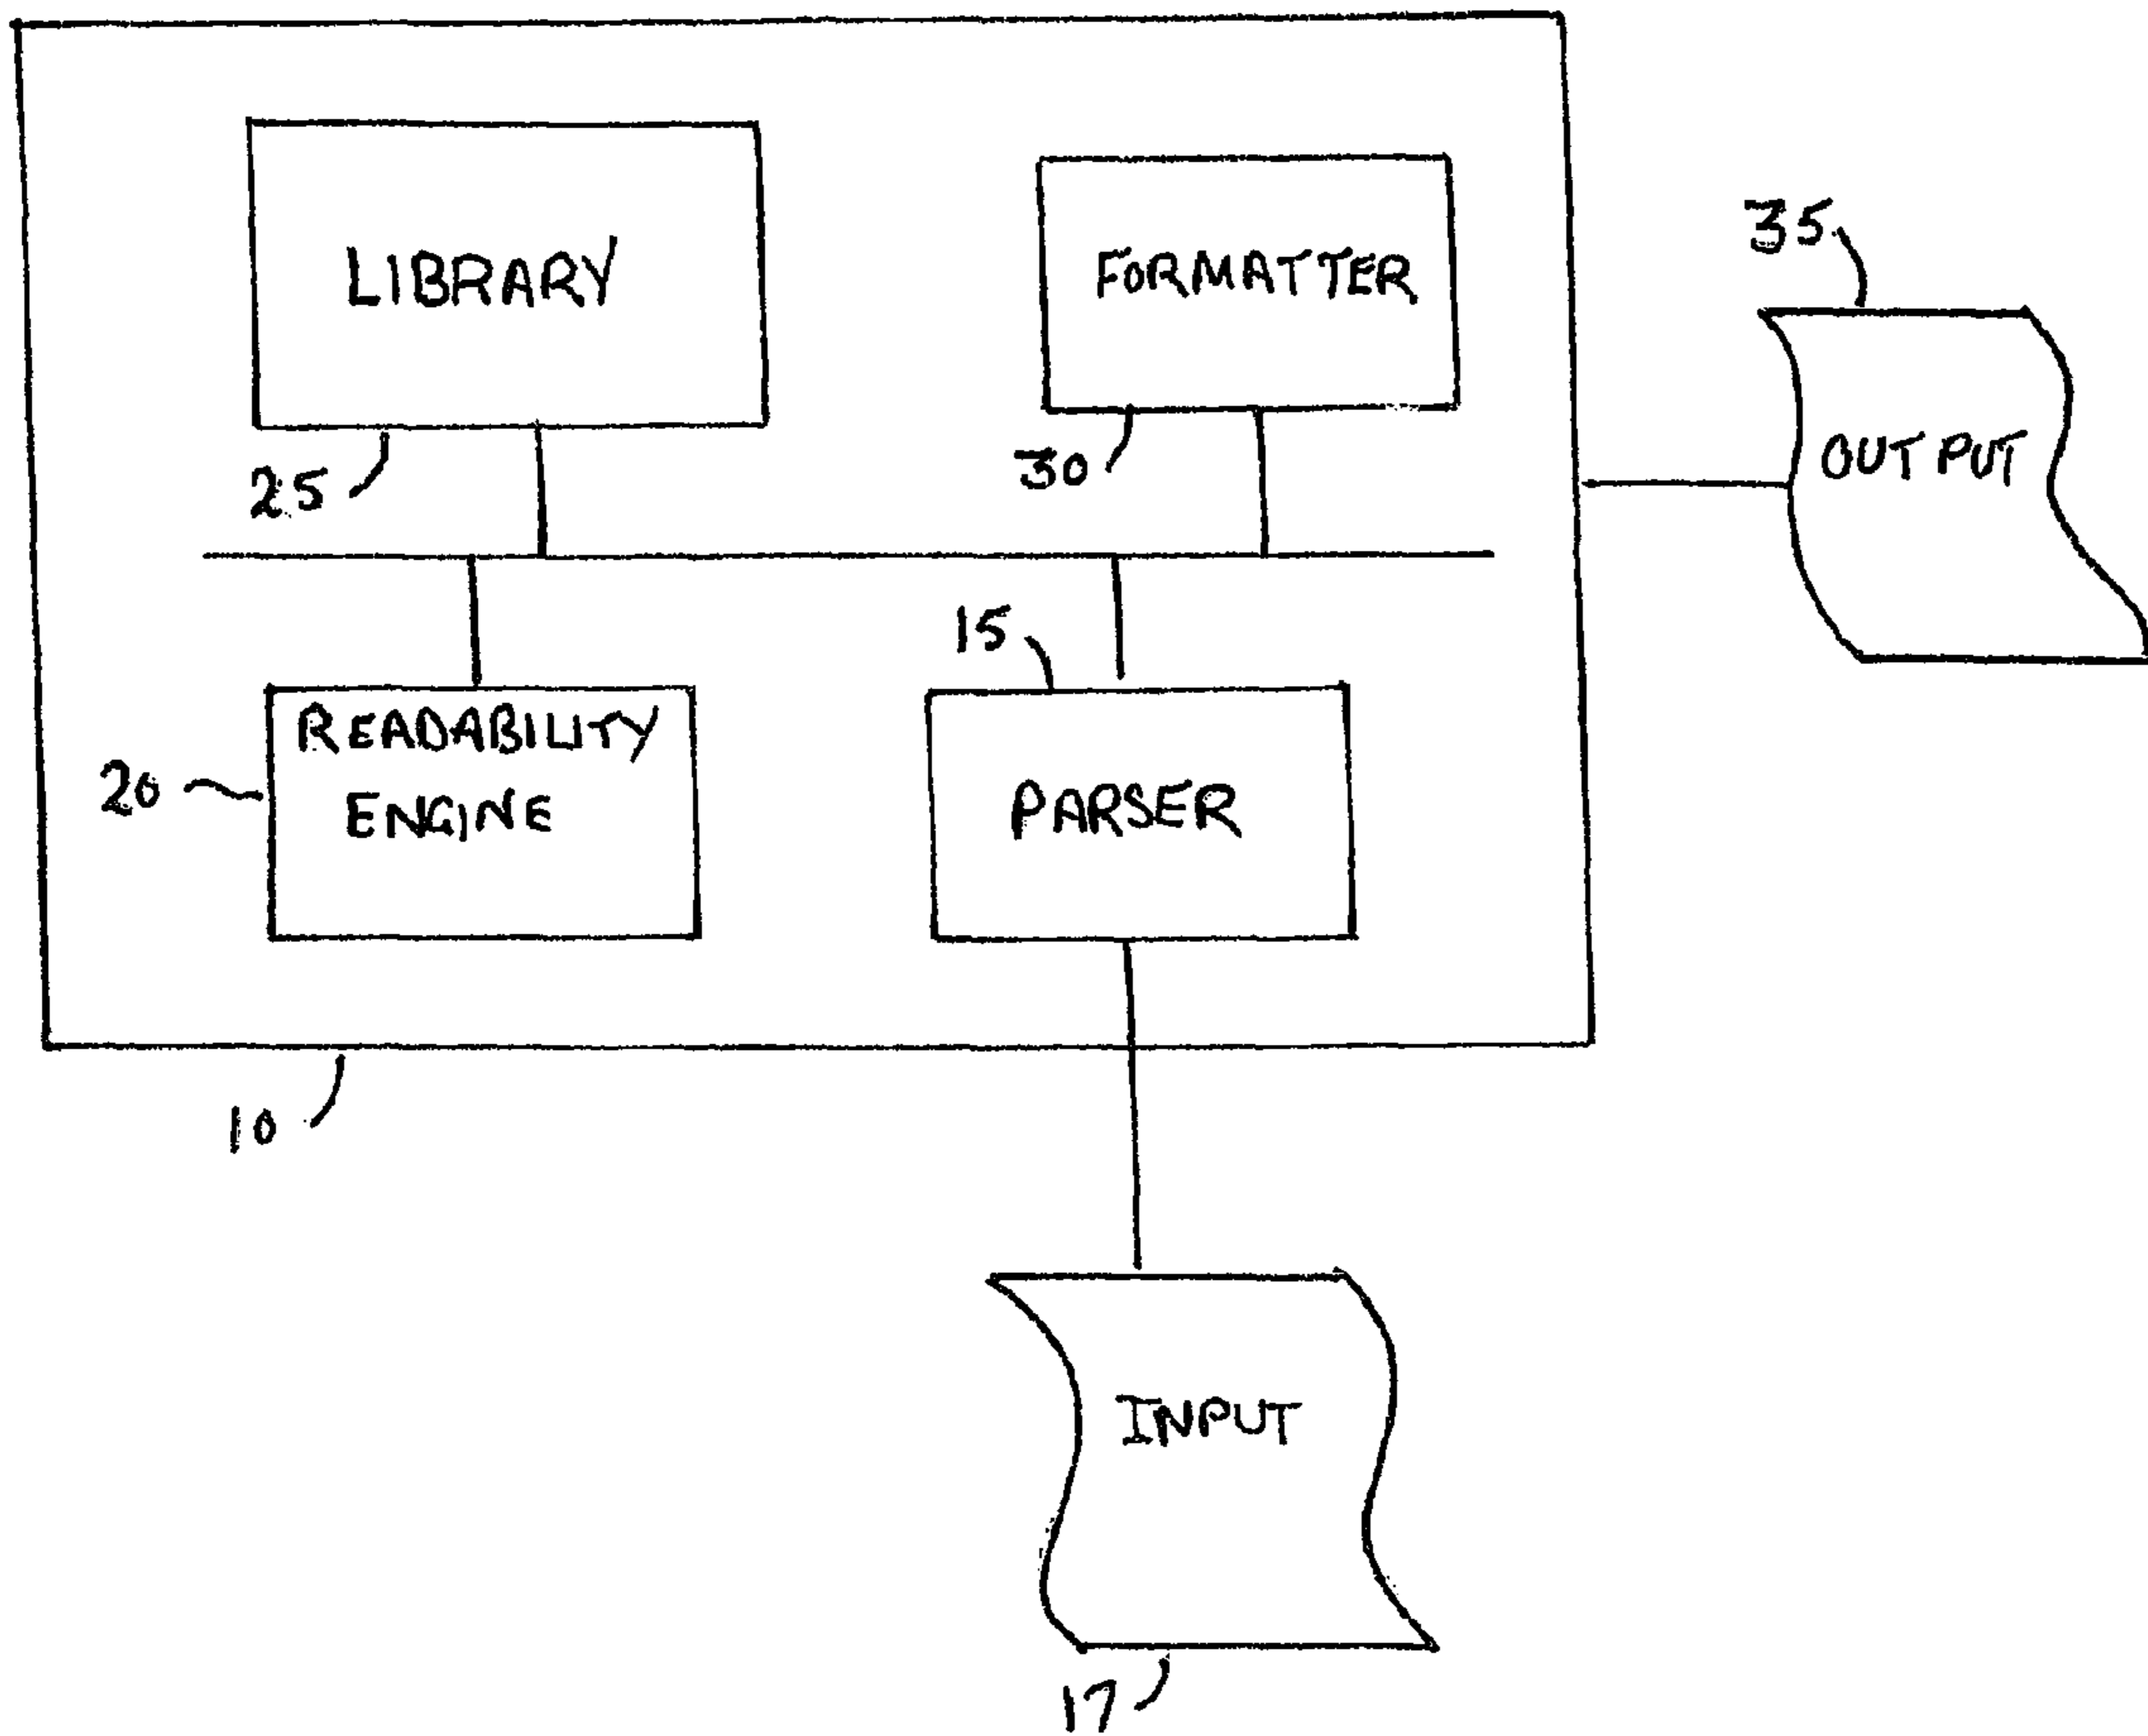 LIBRARY
FORMATTER
35
OUTPUT
25
30
15
READABILITY
ENGINE
20
PARSER
10
INPUT
17